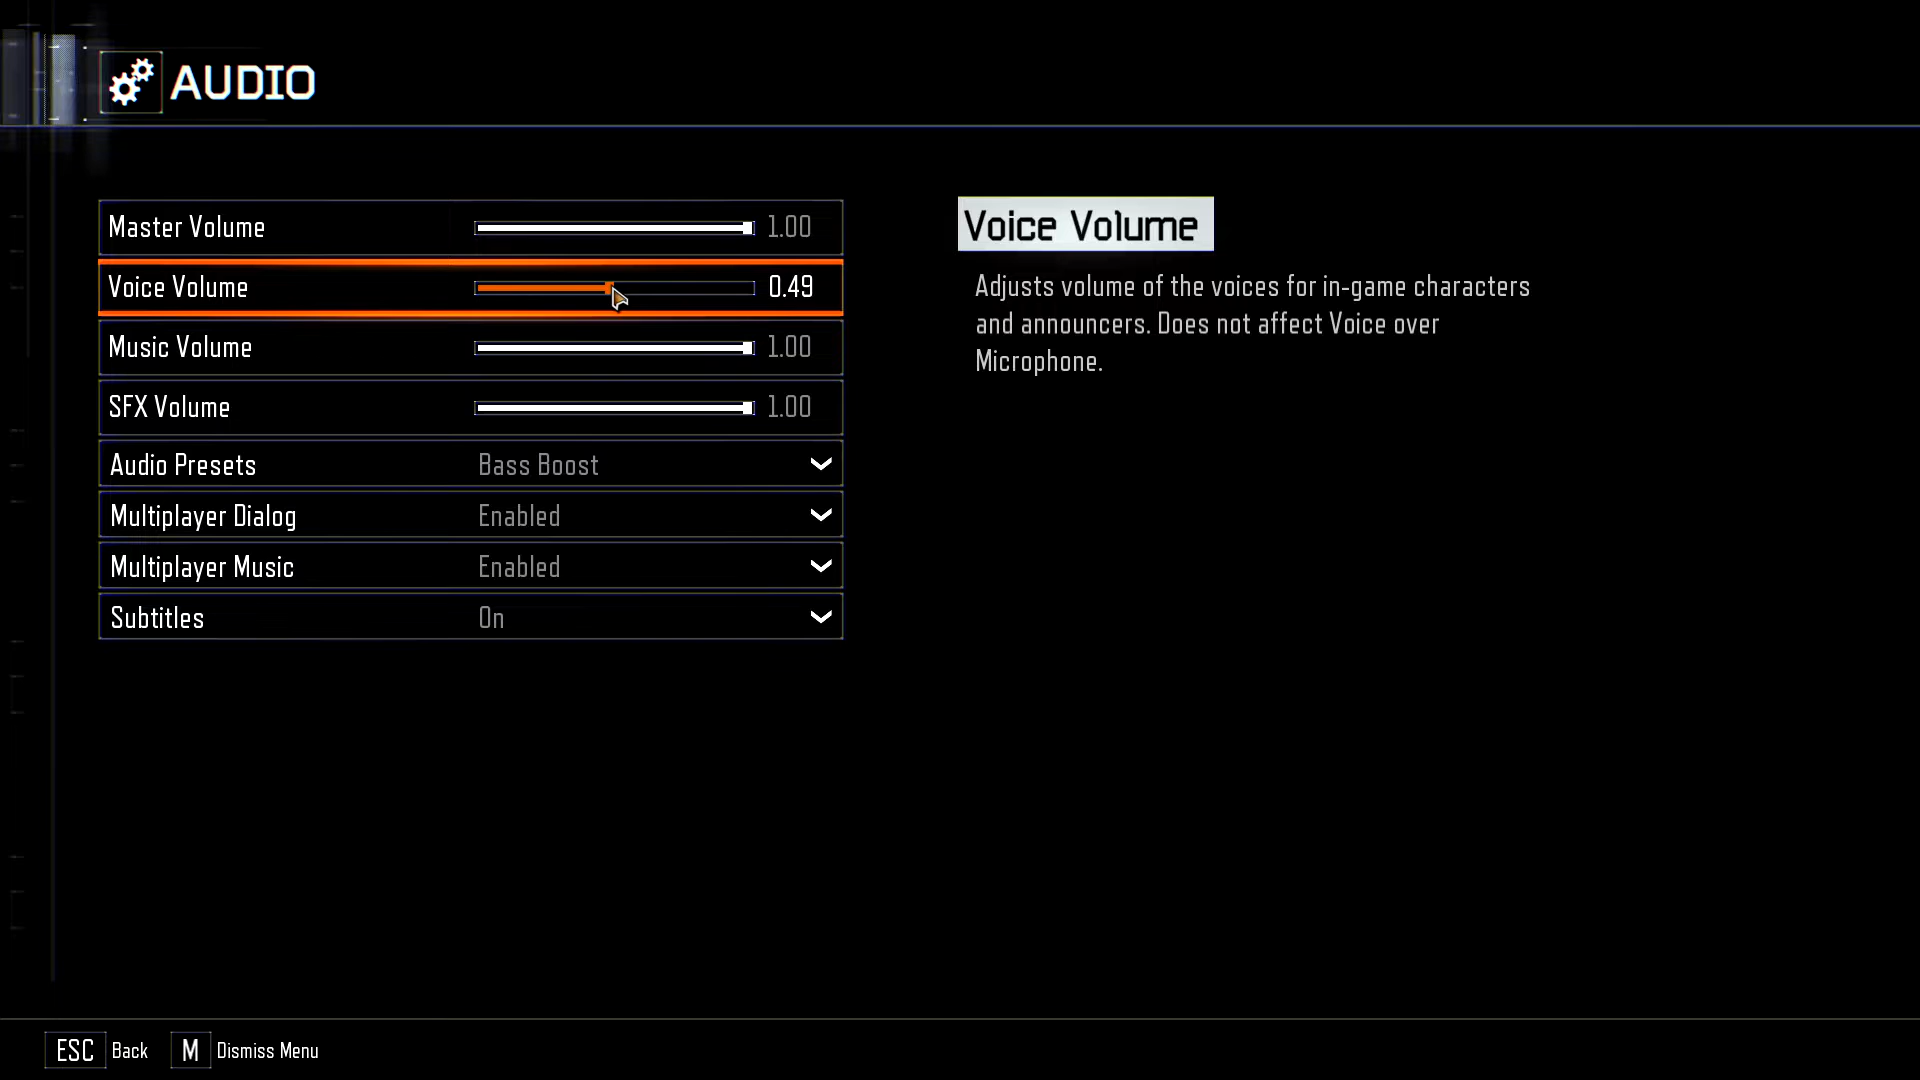 AUDIO
Master Volume 1.00
Voice Volume 0.49
Music Volume 1.00
SFX Volume 1.00
Audio Presets Bass Boost
Multiplayer Dialog Enabled
Multiplayer Music Enabled
Subtitles On
Voice Volume
Adjusts volume of the voices for in-game characters
and announcers. Does not affect Voice over
Microphone.
ESC Back M Dismiss Menu